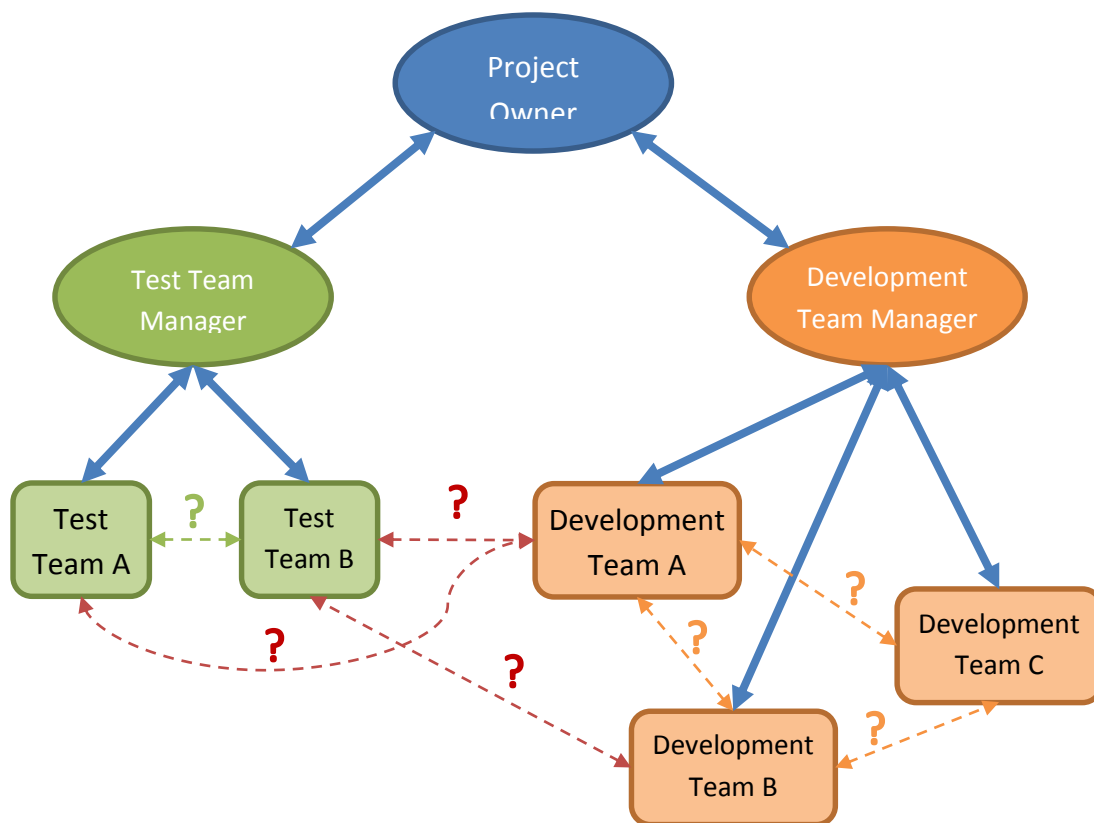 Project
Owner
Test Team
Manager
Development
Team Manager
Test
Team A
?
Test
Team B
?
Development
Team A
?
?
?
?
Development
Team C
?
Development
Team B